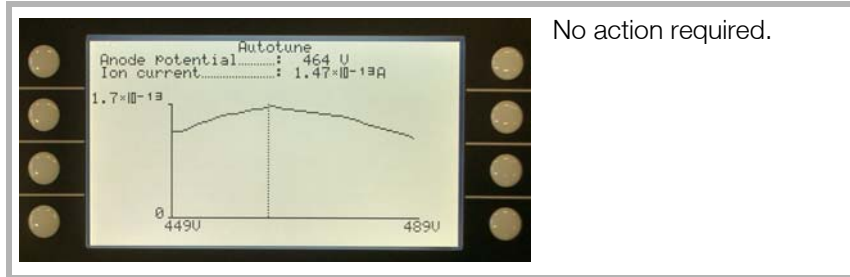 Autotune
Anode Potential………: 464 V
Ion current……………: 1.47×10-13A
1.7×10-13
0
449V 489V
No action required.